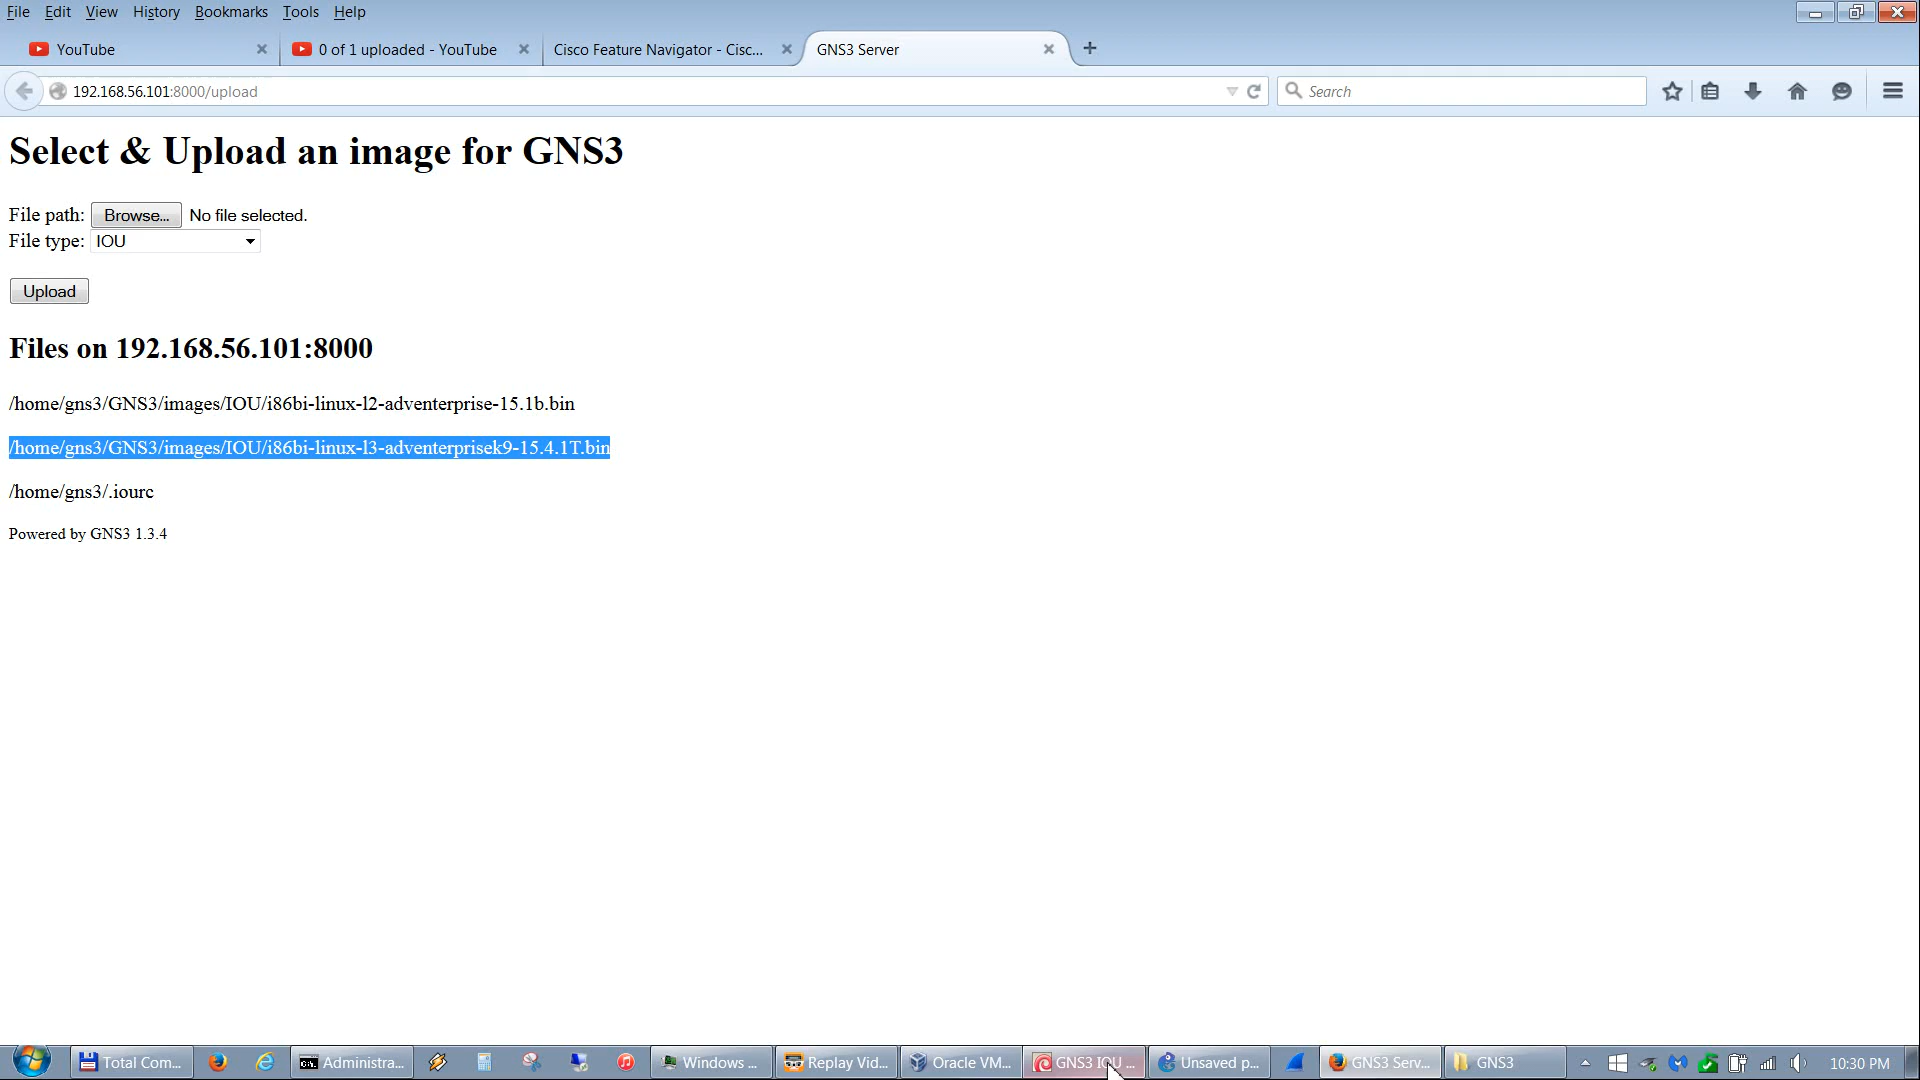 File Edit View History Bookmarks Tools Help
YouTube
0 of 1 uploaded - YouTube
Cisco Feature Navigator - Cisc...
GNS3 Server
192.168.56.101:8000/upload
Search
Select & Upload an image for GNS3
File path: Browse... No file selected.
File type: IOU
Upload
Files on 192.168.56.101:8000
/home/gns3/GNS3/images/IOU/i86bi-linux-l2-adventerprise-15.1b.bin
/home/gns3/GNS3/images/IOU/i86bi-linux-l3-adventerprisek9-15.4.1T.bin
/home/gns3/.iourc
Powered by GNS3 1.3.4
Total Com... Administra... Windows ... Replay Vid... Oracle VM... GNS3 IOU ... Unsaved p... GNS3 Serv... GNS3 10:30 PM